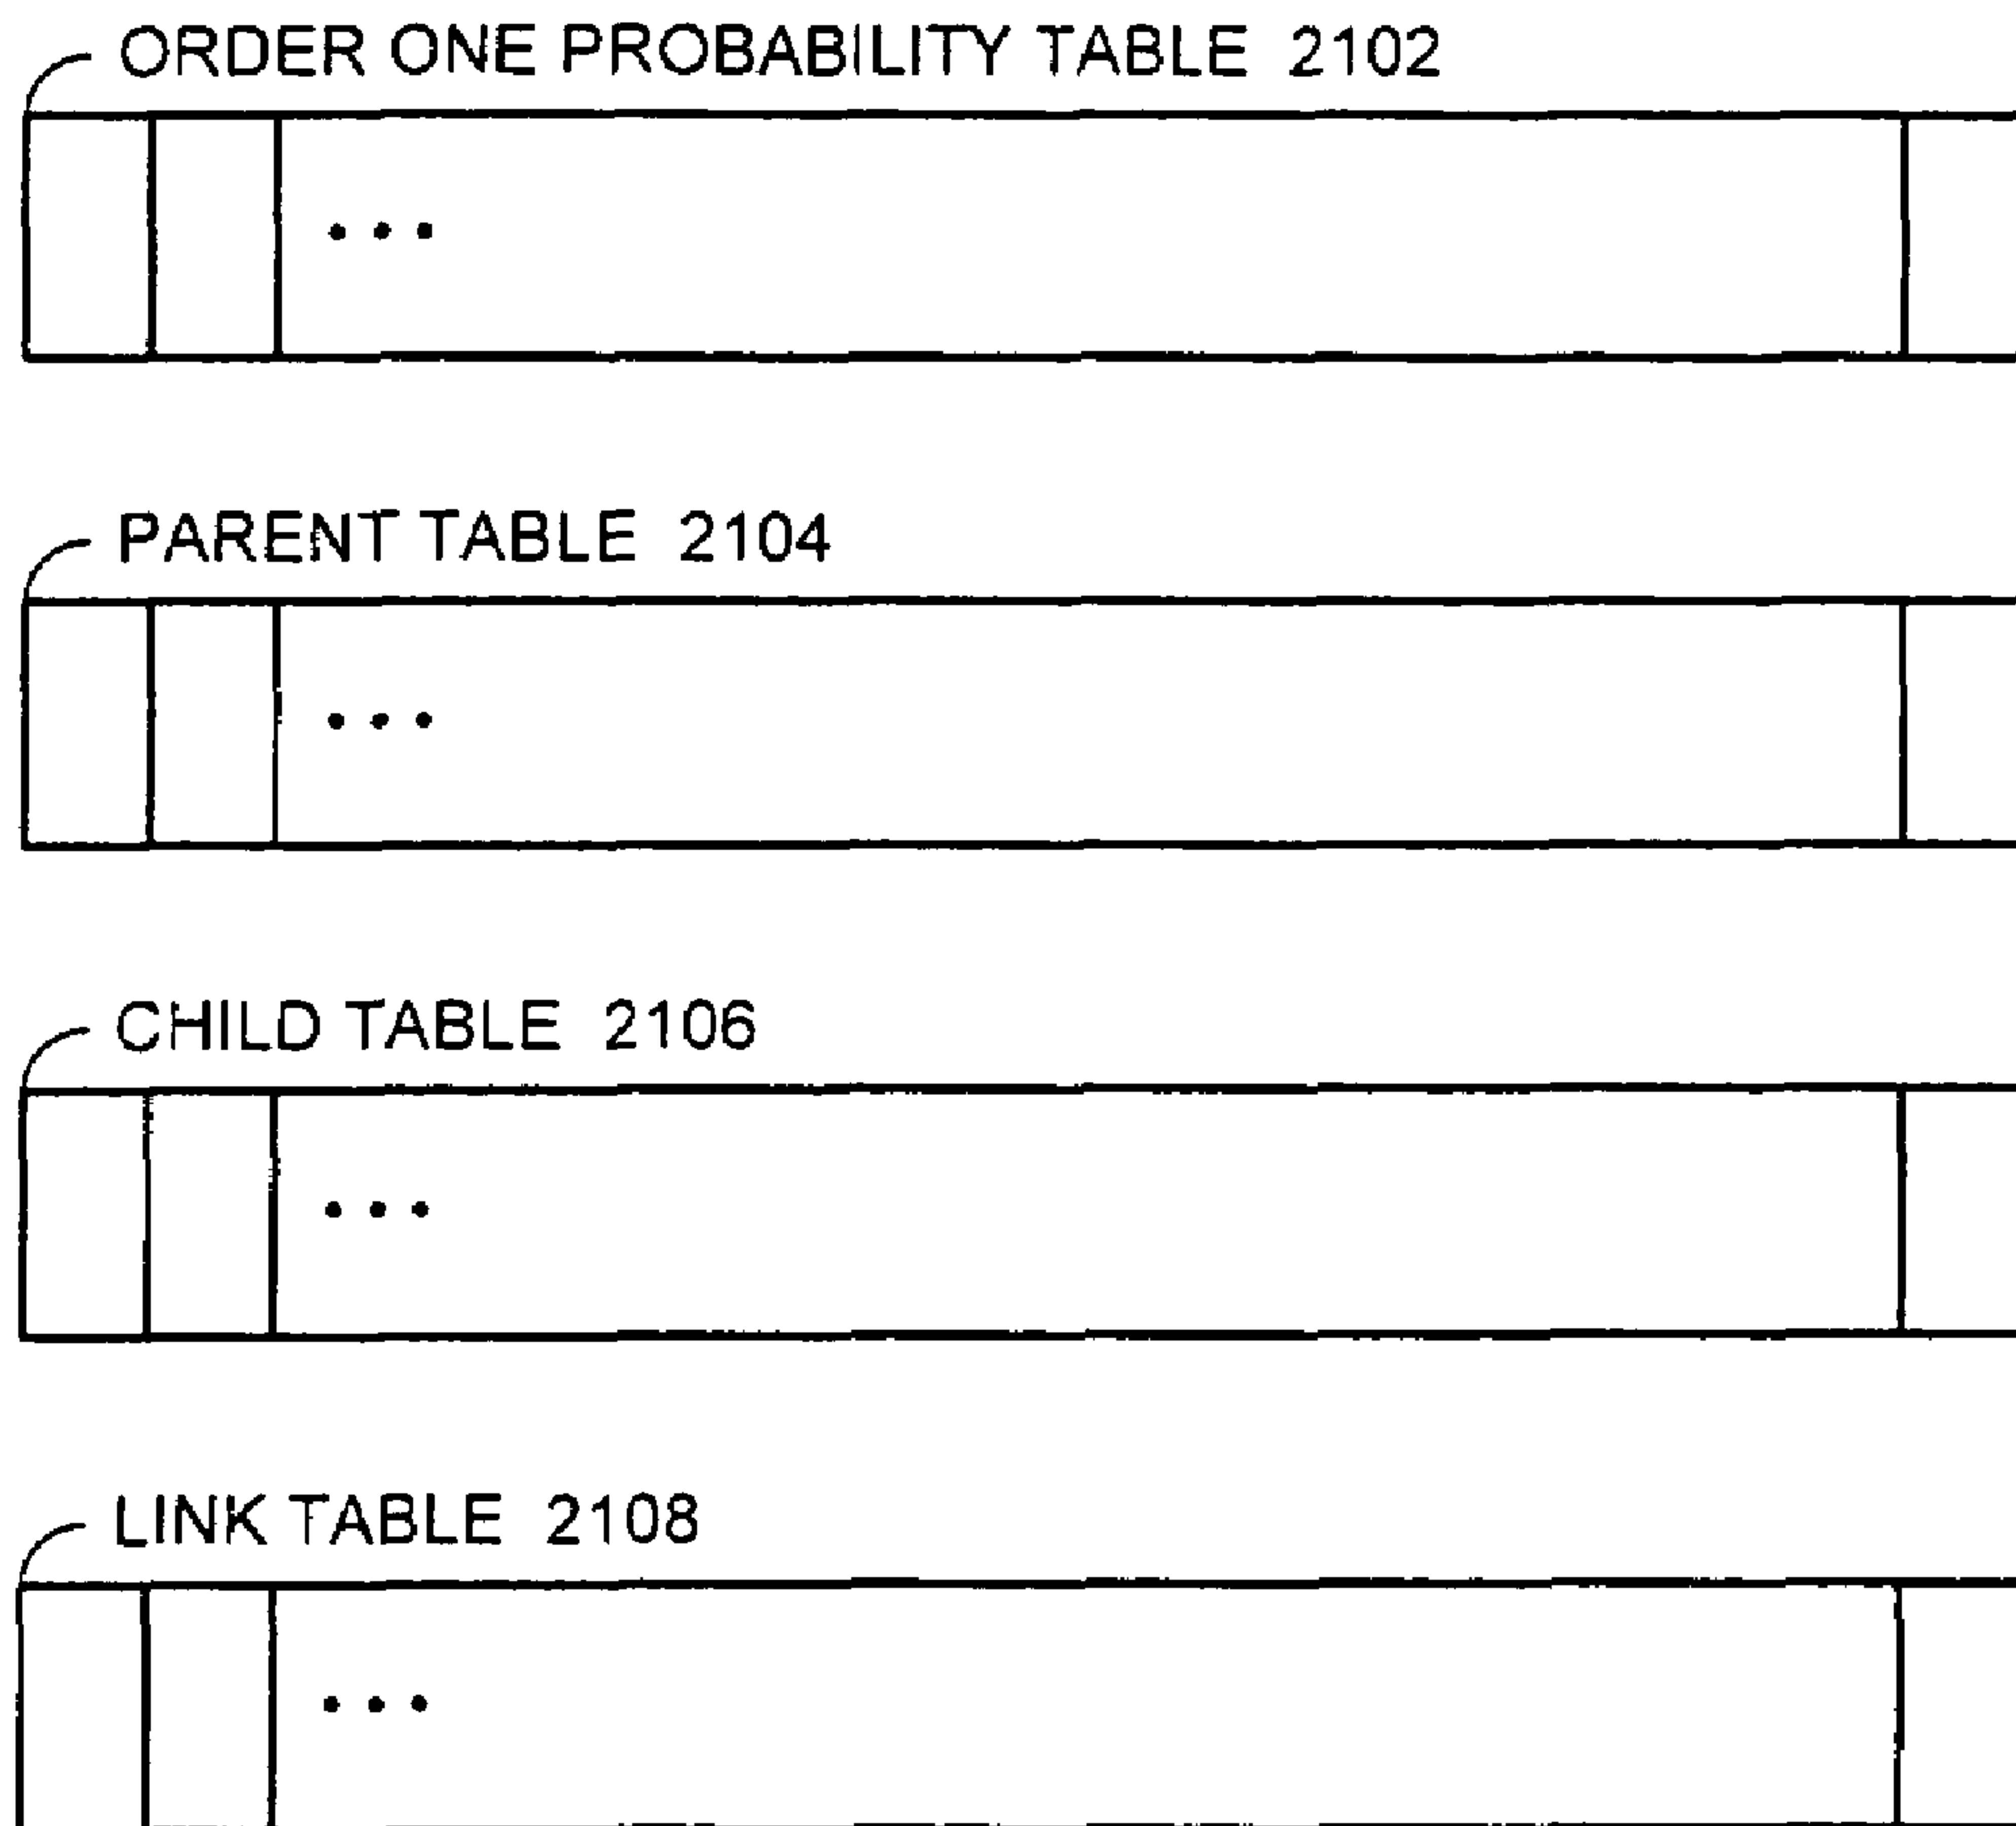 ORDER ONE PROBABILITY TABLE 2102
• • •
PARENT TABLE 2104
• • •
CHILD TABLE 2106
• • •
LINK TABLE 2108
• • •